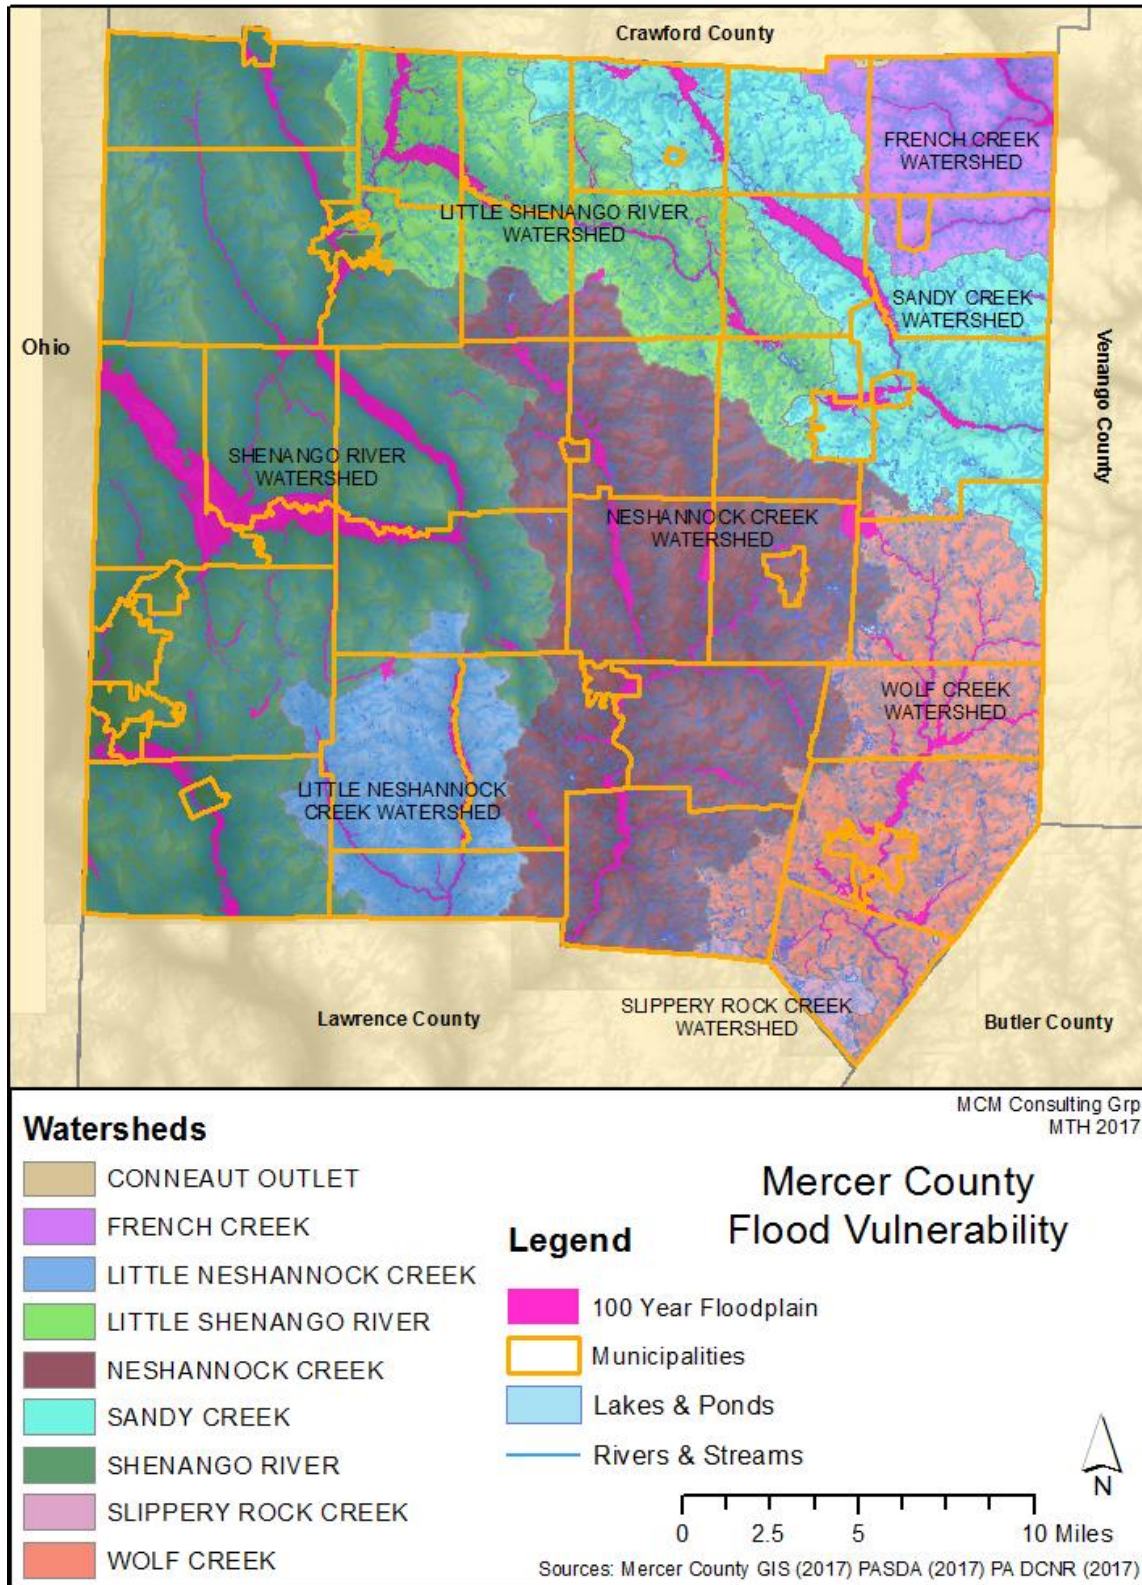 Crawford County
FRENCH CREEK
WATERSHED
LITTLE SHENANGO RIVER
WATERSHED
SANDY CREEK
WATERSHED
Ohio
Venango County
SHENANGO RIVER
WATERSHED
NESHANNOCK CREEK
WATERSHED
WOLF CREEK
WATERSHED
LITTLE NESHANNOCK
CREEK WATERSHED
SLIPPERY ROCK CREEK
WATERSHED
Lawrence County
Butler County
MCM Consulting Grp
MTH 2017
Watersheds
CONNEAUT OUTLET
FRENCH CREEK
LITTLE NESHANNOCK CREEK
LITTLE SHENANGO RIVER
NESHANNOCK CREEK
SANDY CREEK
SHENANGO RIVER
SLIPPERY ROCK CREEK
WOLF CREEK
Mercer County
Flood Vulnerability
Legend
100 Year Floodplain
Municipalities
Lakes & Ponds
Rivers & Streams
N
0 2.5 5 10 Miles
Sources: Mercer County GIS (2017) PASDA (2017) PA DCNR (2017)